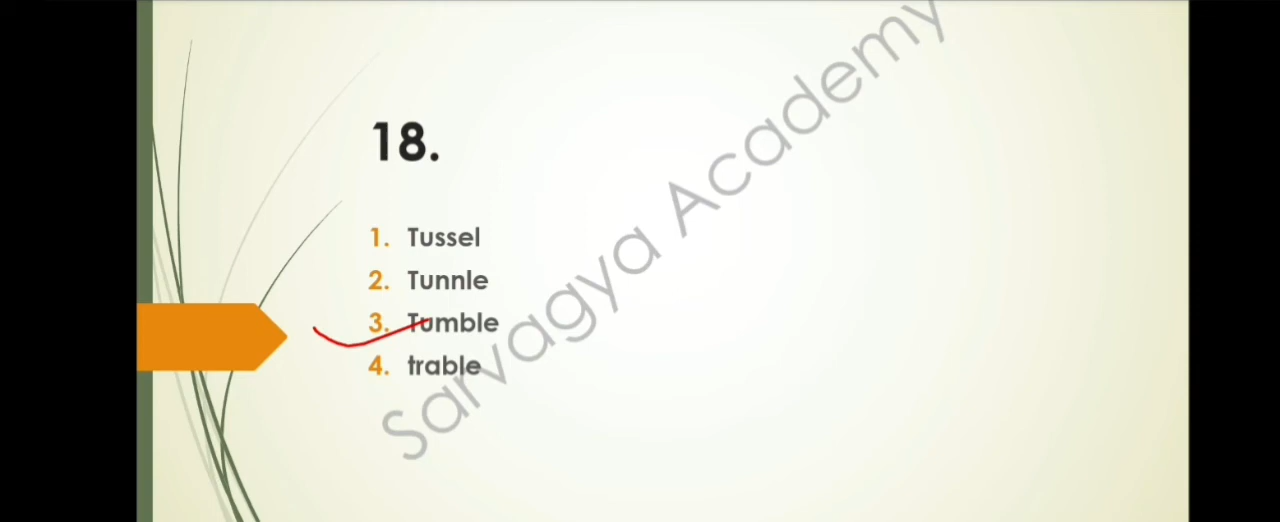 18.
1. Tussel
2. Tunnle
3. Tumble
4. trable
Sarvagya Academy